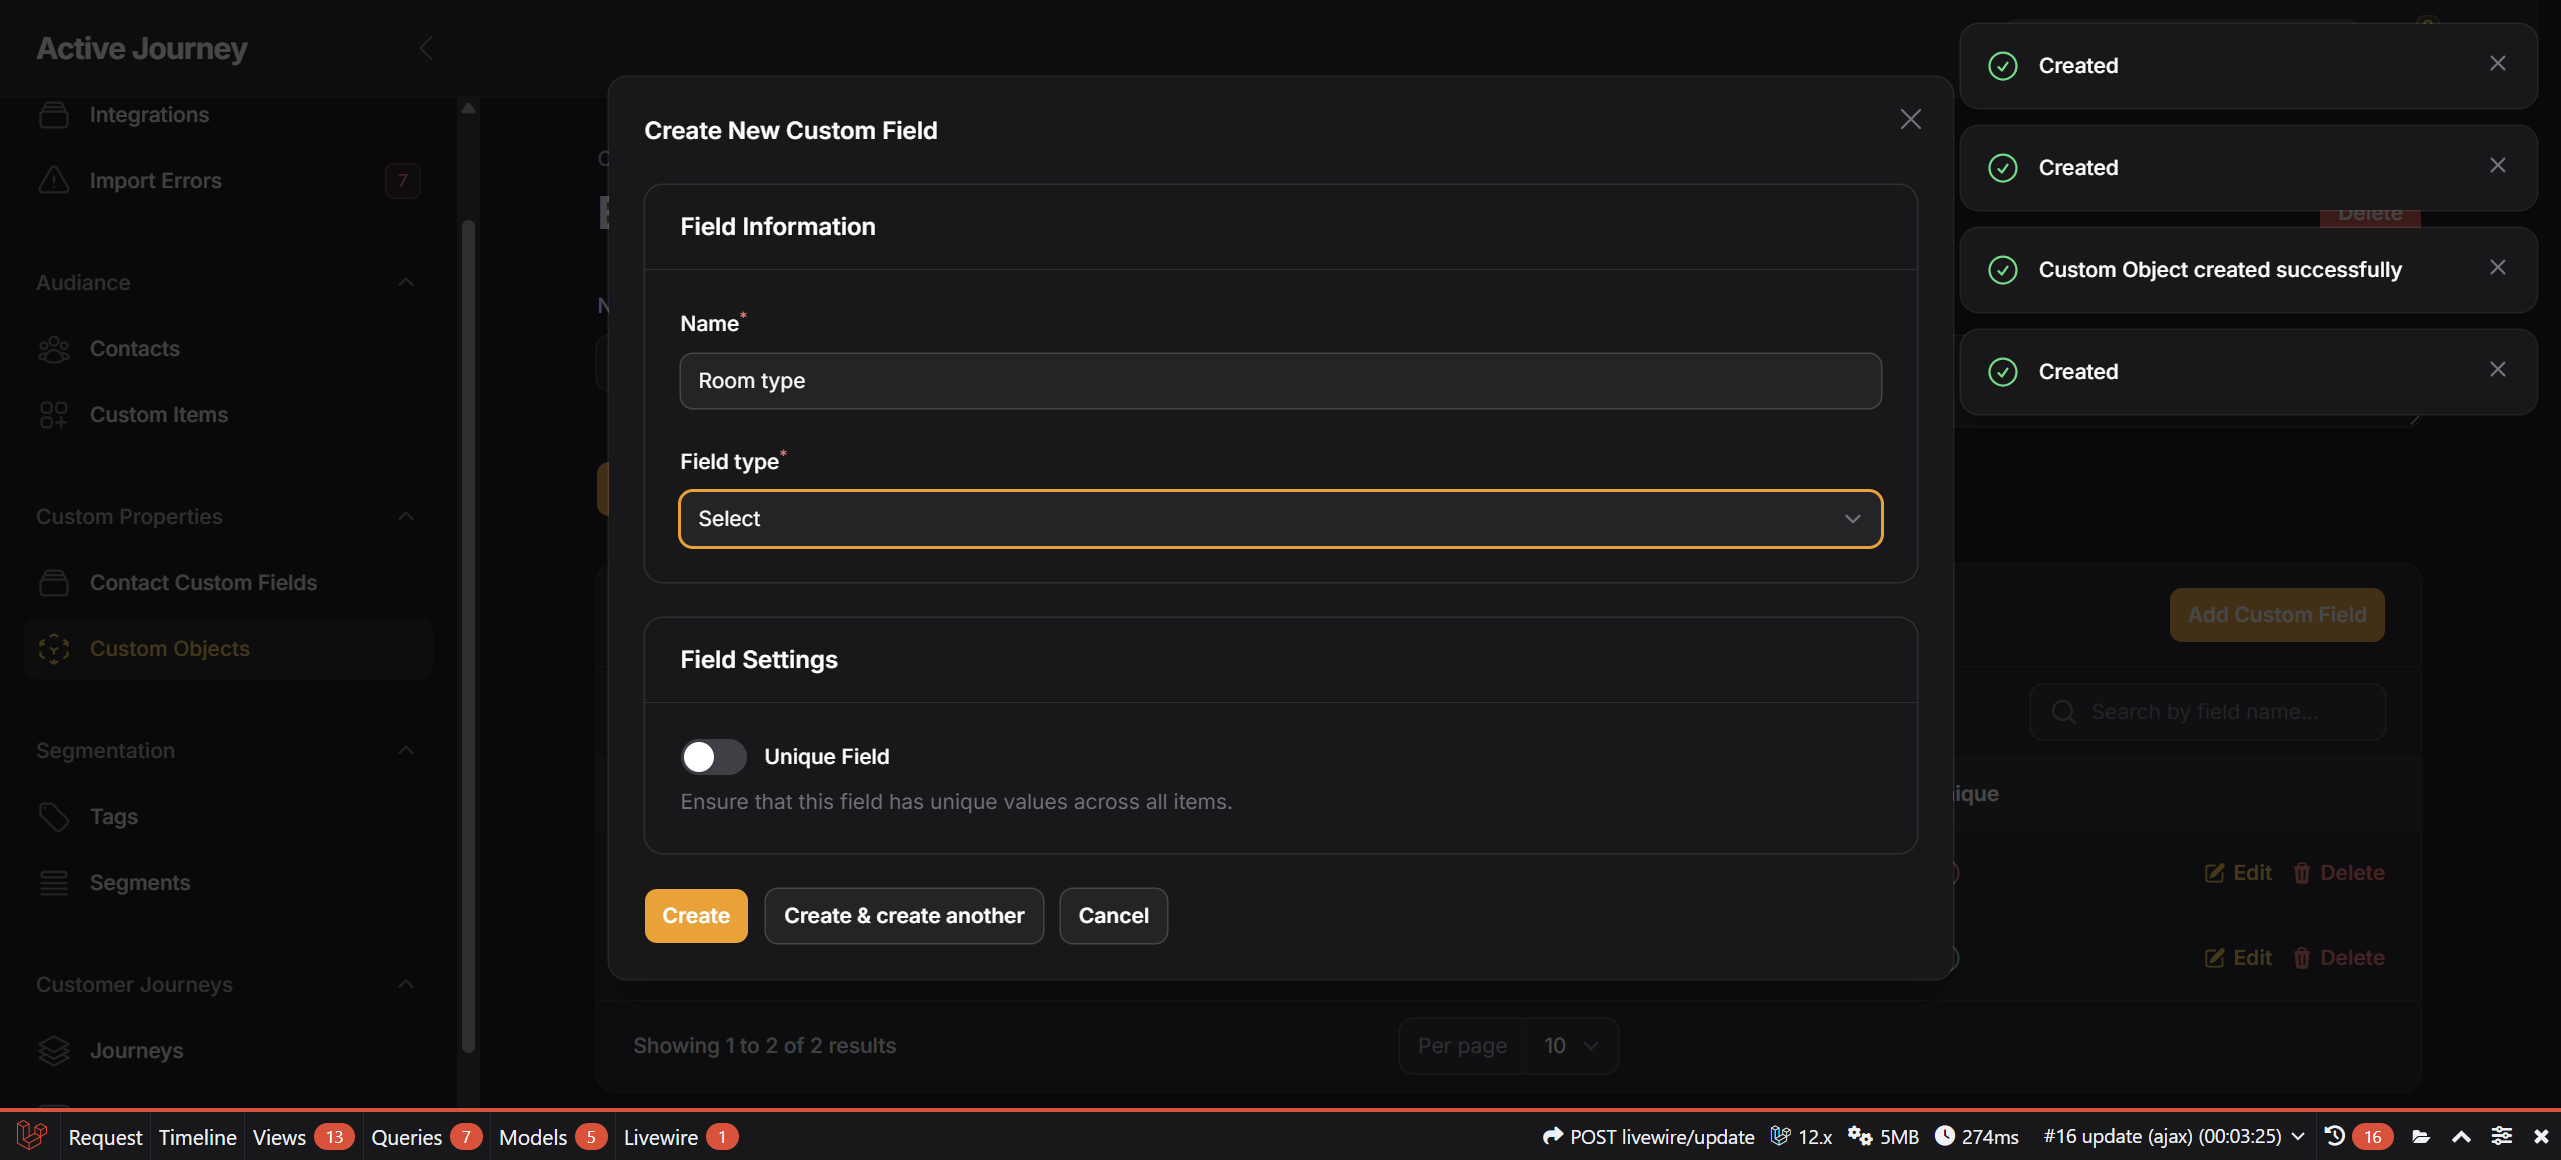 Active Journey
Integrations
Import Errors 7
Audiance
Contacts
Custom Items
Custom Properties
Contact Custom Fields
Custom Objects
Segmentation
Tags
Segments
Customer Journeys
Journeys
Create New Custom Field
Field Information
Name*
Room type
Field type*
Select
Field Settings
Unique Field
Ensure that this field has unique values across all items.
Create Create & create another Cancel
Created
Created
Delete
Custom Object created successfully
Created
Add Custom Field
Search by field name...
ique
Edit Delete
Edit Delete
Showing 1 to 2 of 2 results
Per page 10
Request Timeline Views 13 Queries 7 Models 5 Livewire 1 POST livewire/update 12.x 5MB 274ms #16 update (ajax) (00:03:25) 16